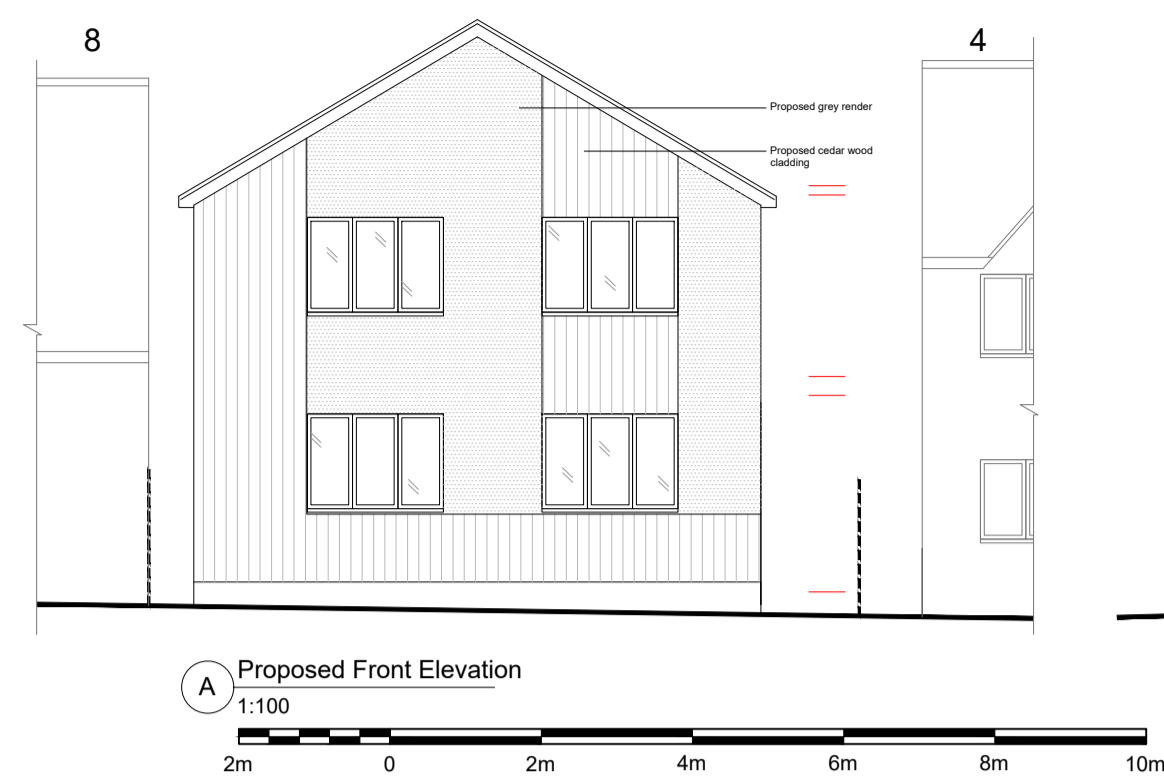 8
4
Proposed grey render
Proposed cedar wood
cladding
A
Proposed Front Elevation
1:100
2m 0 2m 4m 6m 8m 10m